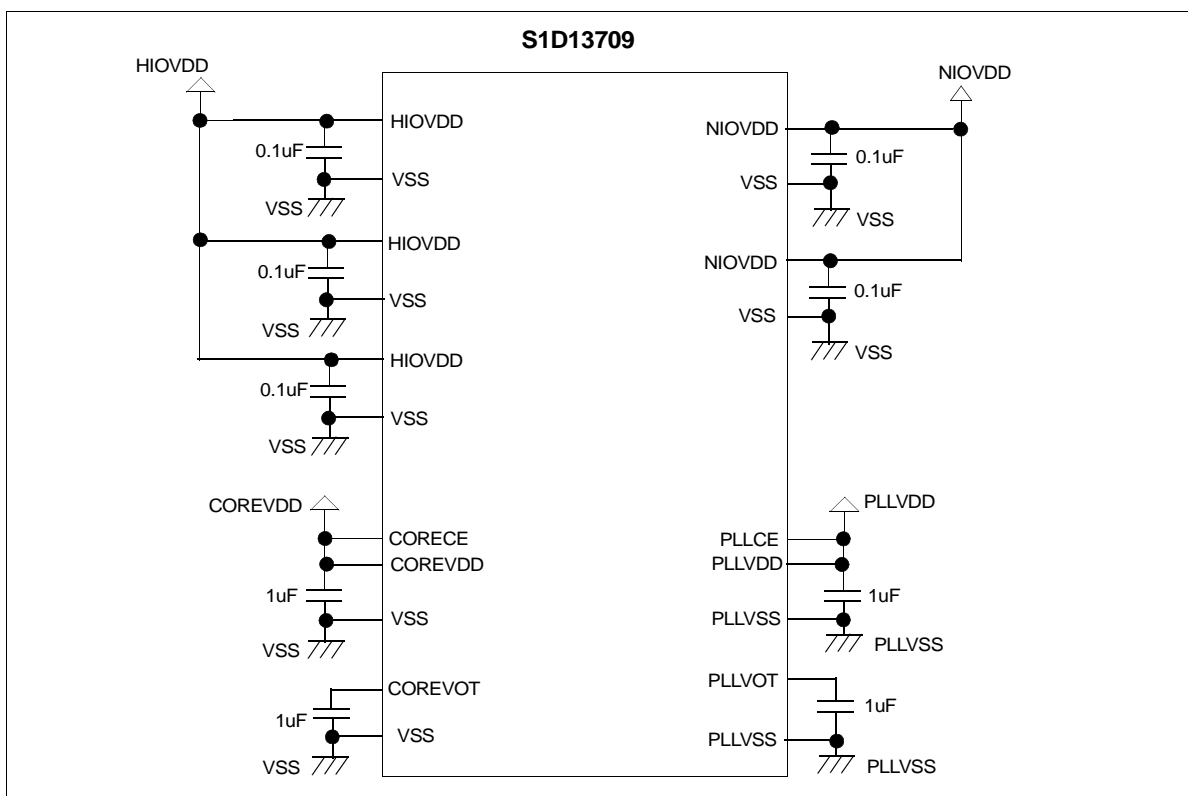 S1D13709
HIOVDD
HIOVDD
0.1uF
VSS
VSS
HIOVDD
0.1uF
VSS
VSS
HIOVDD
0.1uF
VSS
VSS
COREVDD
CORECE
COREVDD
1uF
VSS
VSS
COREVOT
1uF
VSS
VSS
NIOVDD
NIOVDD
0.1uF
VSS
VSS
NIOVDD
0.1uF
VSS
VSS
PLLVDD
PLLCE
PLLVDD
1uF
PLLVSS
PLLVSS
PLLVOT
1uF
PLLVSS
PLLVSS